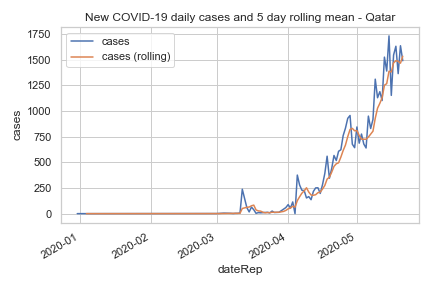 New COVID-19 daily cases and 5 day rolling mean - Qatar
cases
cases (rolling)
1750
1500
1250
1000
750
500
250
0
cases
2020-01
2020-02
2020-03
2020-04
2020-05
dateRep